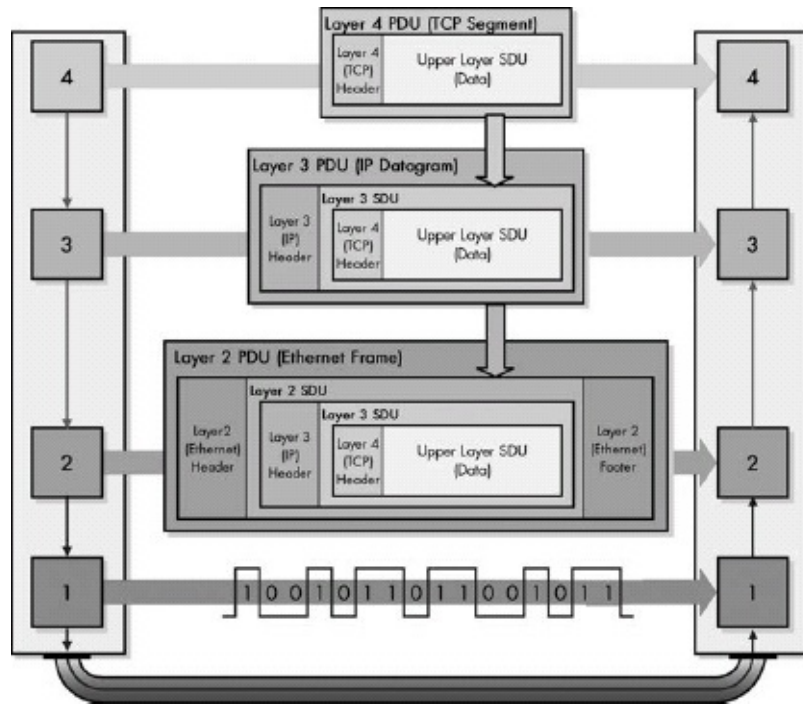 Layer 4 PDU (TCP Segment)
4
Layer 4
(TCP)
Header
Upper Layer SDU
(Data)
4
Layer 3 PDU (IP Datagram)
Layer 3 SDU
3
Layer 3
(IP)
Header
Layer 4
(TCP)
Header
Upper Layer SDU
(Data)
3
Layer 2 PDU (Ethernet Frame)
Layer 2 SDU
Layer 3 SDU
2
Layer2
(Ethernet)
Header
Layer 3
(IP)
Header
Layer 4
(TCP)
Header
Upper Layer SDU
(Data)
Layer 2
(Ethernet)
Footer
2
1
1 0 0 1 0 1 1 0 1 1 0 0 1 0 1 1
1